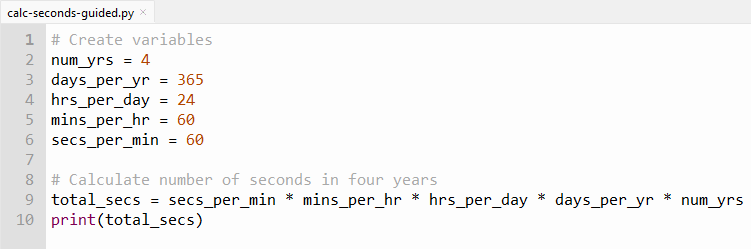 calc-seconds-guided.py ×
1 # Create variables
2 num_yrs = 4
3 days_per_yr = 365
4 hrs_per_day = 24
5 mins_per_hr = 60
6 secs_per_min = 60
7
8 # Calculate number of seconds in four years
9 total_secs = secs_per_min * mins_per_hr * hrs_per_day * days_per_yr * num_yrs
10 print(total_secs)